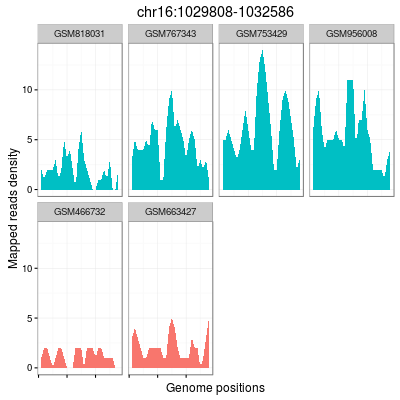 chr16:1029808-1032586
GSM818031 GSM767343 GSM753429 GSM956008
10
5
0
GSM466732 GSM663427
10
5
0
Mapped reads density
Genome positions